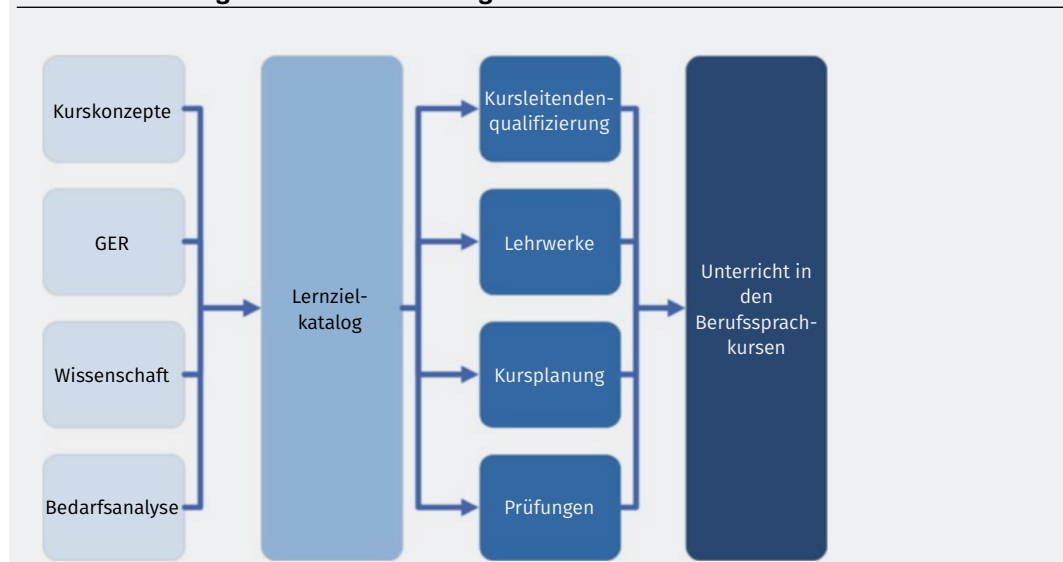 Kurskonzepte
GER
Wissenschaft
Bedarfsanalyse
Lernziel-
katalog
Kursleitenden-
qualifizierung
Lehrwerke
Kursplanung
Prüfungen
Unterricht in
den
Berufssprach-
kursen